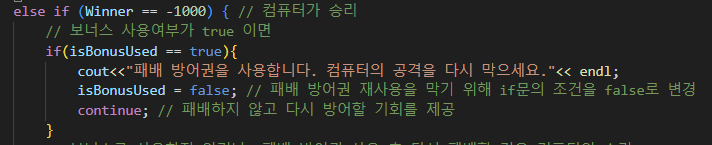 else if (Winner == -1000) { // 컴퓨터가 승리
// 보너스 사용여부가 true 이면
if(isBonusUsed == true){
cout<<"패배 방어권을 사용합니다. 컴퓨터의 공격을 다시 막으세요."<< endl;
isBonusUsed = false; // 패배 방어권 재사용을 막기 위해 if문의 조건을 false로 변경
continue; // 패배하지 않고 다시 방어할 기회를 제공
}